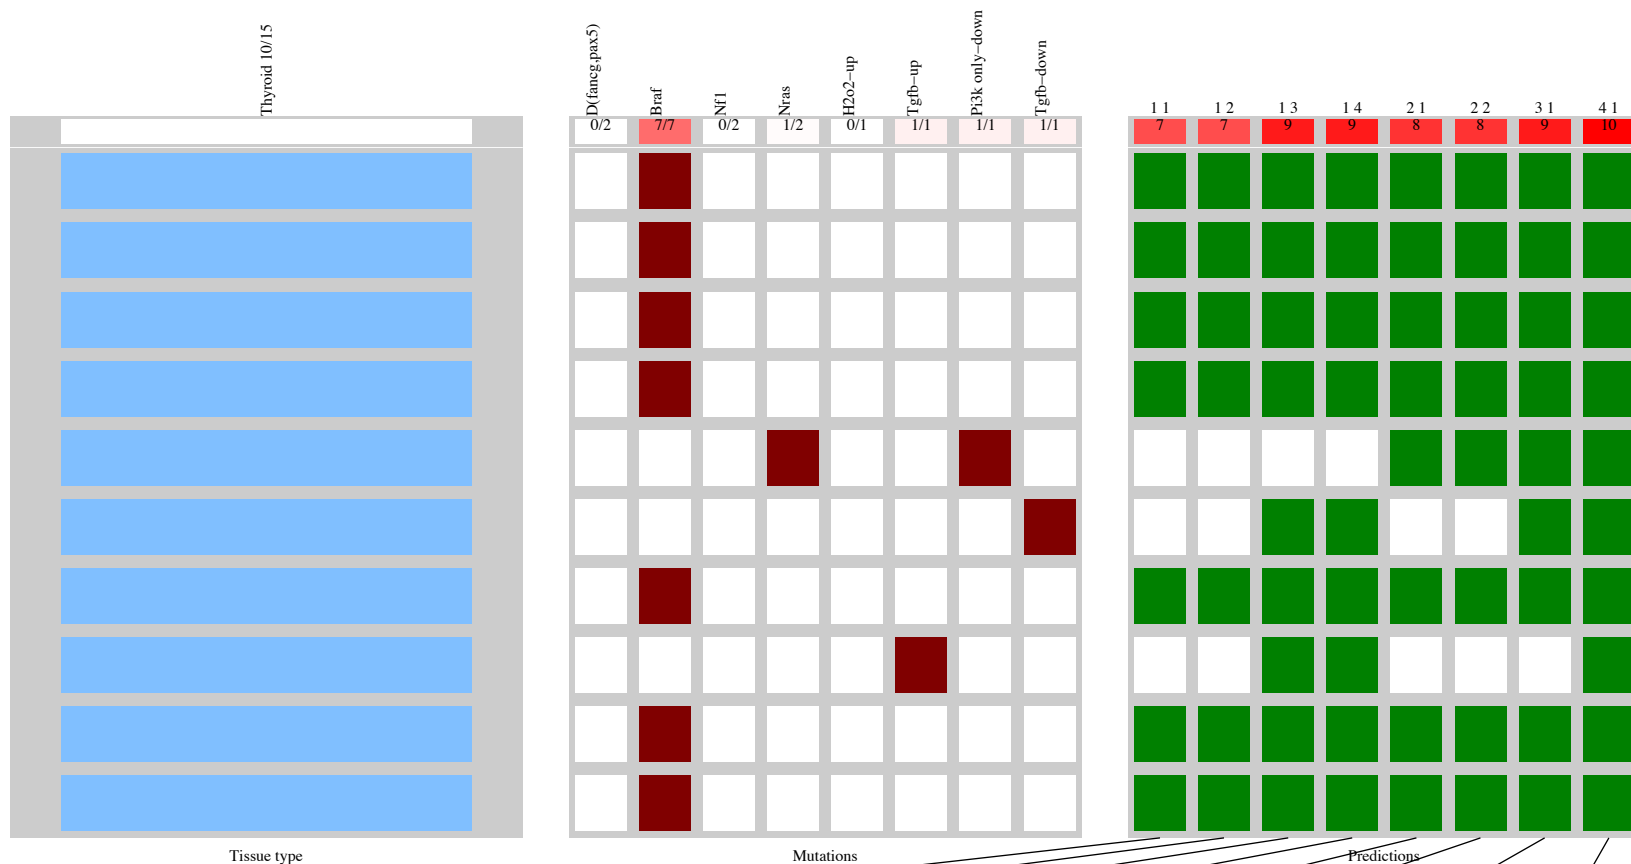 Thyroid 10/15
D(fancg,pax5)
Braf
Nf1
Nras
H2o2−up
Tgfb−up
Pi3k only−down
Tgfb−down
1 1 1 2 1 3 1 4 2 1 2 2 3 1 4 1
0/2 7/7 0/2 1/2 0/1 1/1 1/1 1/1
7 7 9 9 8 8 9 10
Tissue type
Mutations
Predictions